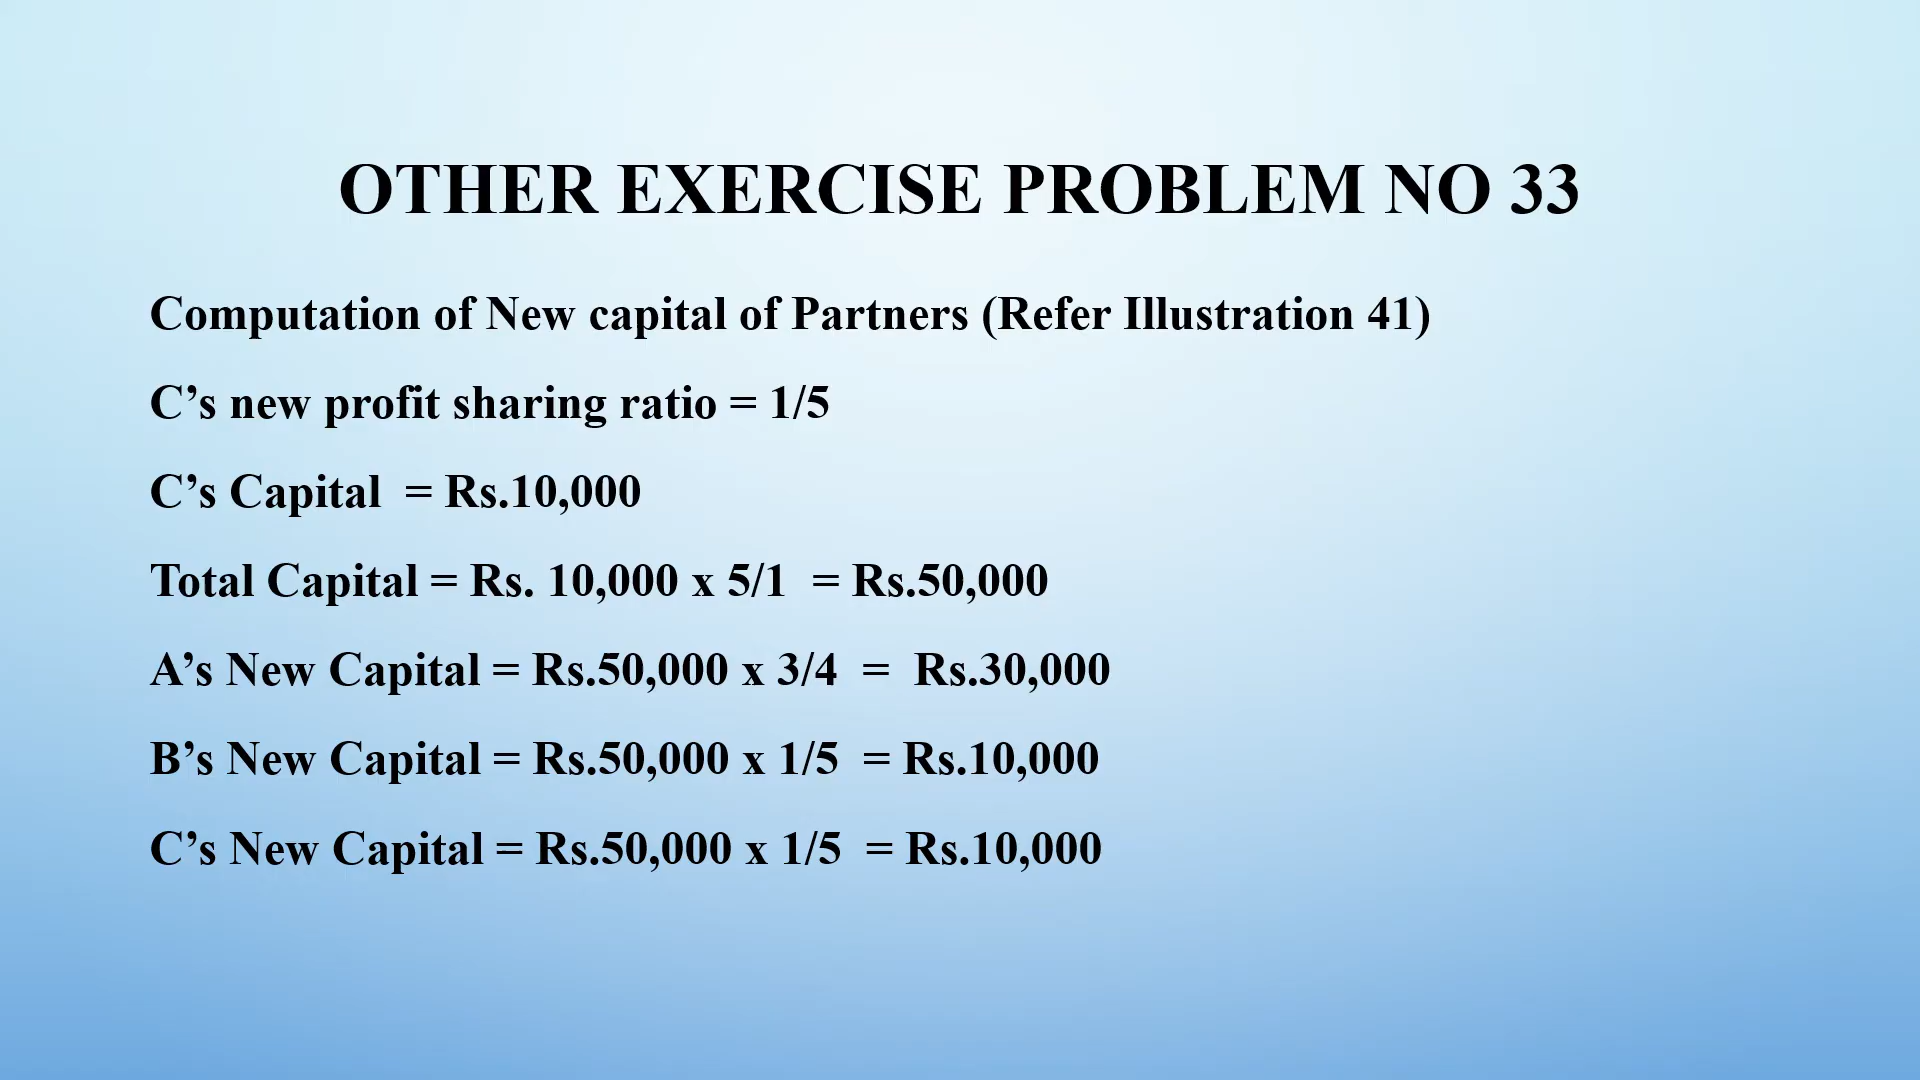 OTHER EXERCISE PROBLEM NO 33
Computation of New capital of Partners (Refer Illustration 41)
C’s new profit sharing ratio = 1/5
C’s Capital  = Rs.10,000
Total Capital = Rs. 10,000 x 5/1  = Rs.50,000
A’s New Capital = Rs.50,000 x 3/4  =  Rs.30,000
B’s New Capital = Rs.50,000 x 1/5  = Rs.10,000
C’s New Capital = Rs.50,000 x 1/5  = Rs.10,000